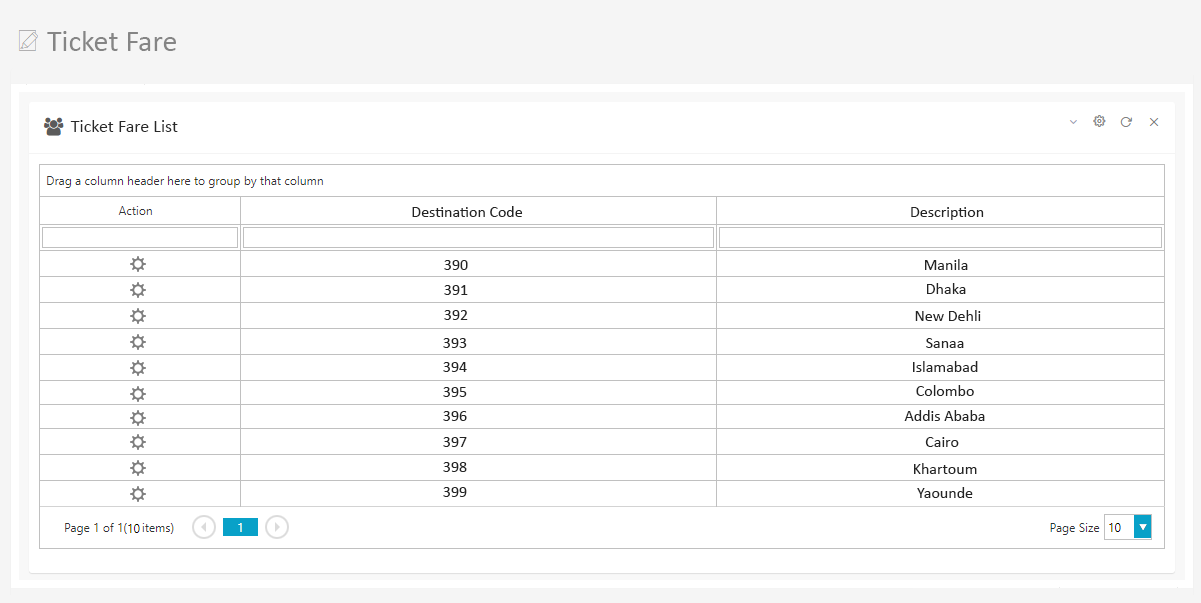 Ticket Fare
Ticket Fare List
Drag a column header here to group by that column
Action Destination Code Description
390 Manila
391 Dhaka
392 New Dehli
393 Sanaa
394 Islamabad
395 Colombo
396 Addis Ababa
397 Cairo
398 Khartoum
399 Yaounde
Page 1 of 1(10 items) 1 Page Size 10